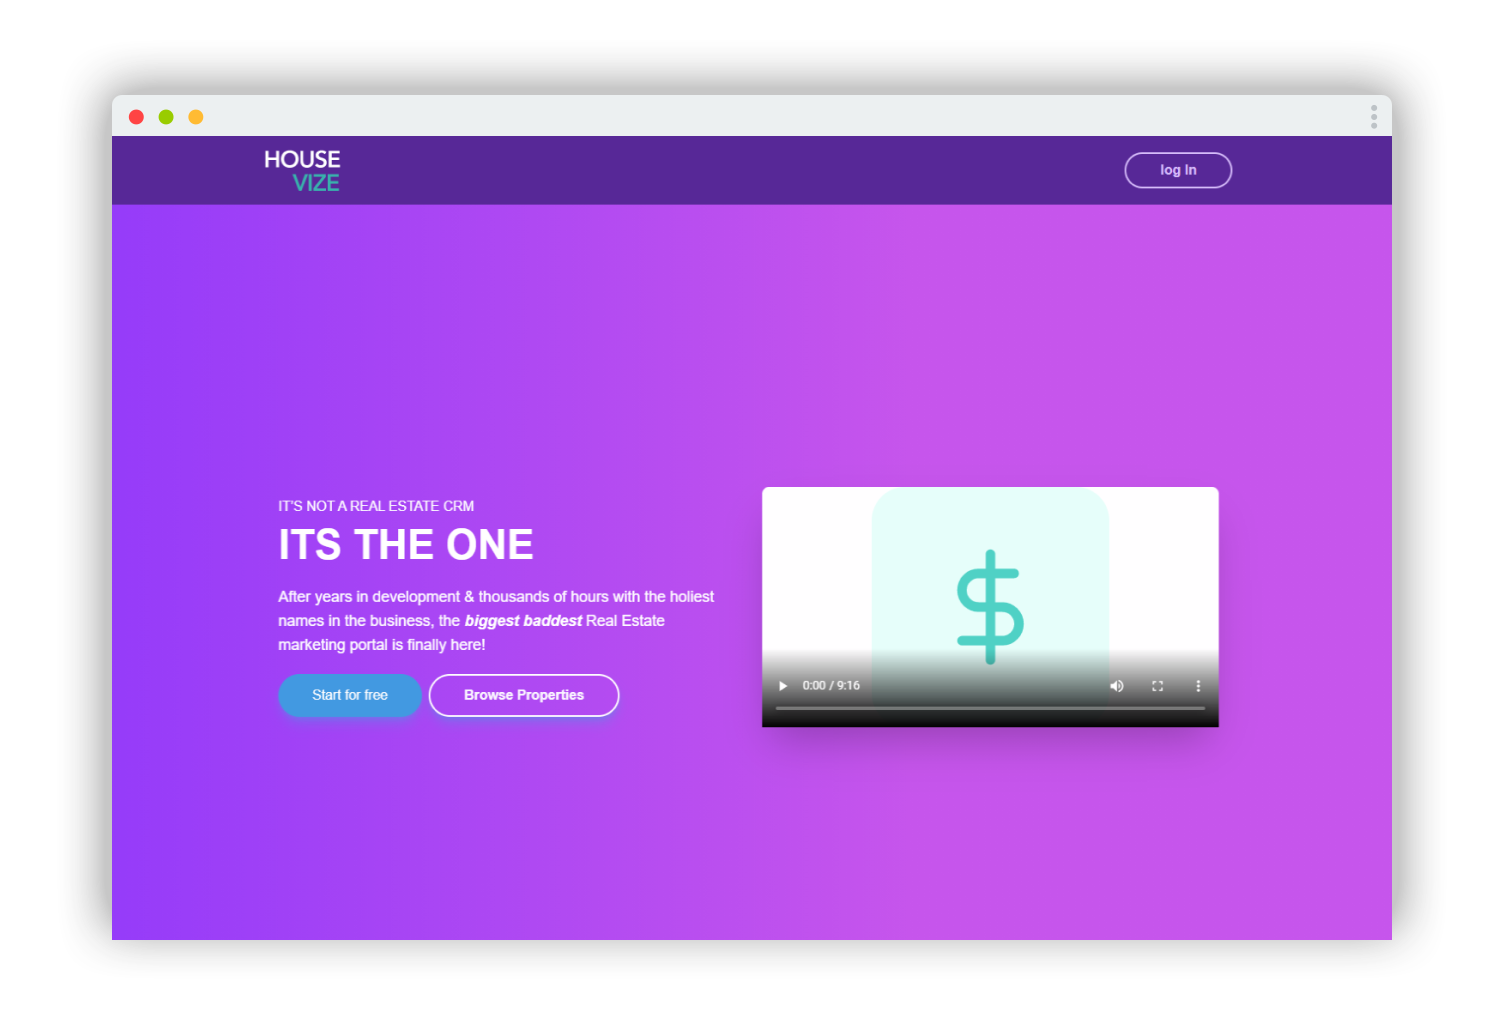 HOUSE
VIZE
log In
IT'S NOT A REAL ESTATE CRM
ITS THE ONE
After years in development & thousands of hours with the holiest
names in the business, the biggest baddest Real Estate
marketing portal is finally here!
Start for free
Browse Properties
0:00 / 9:16